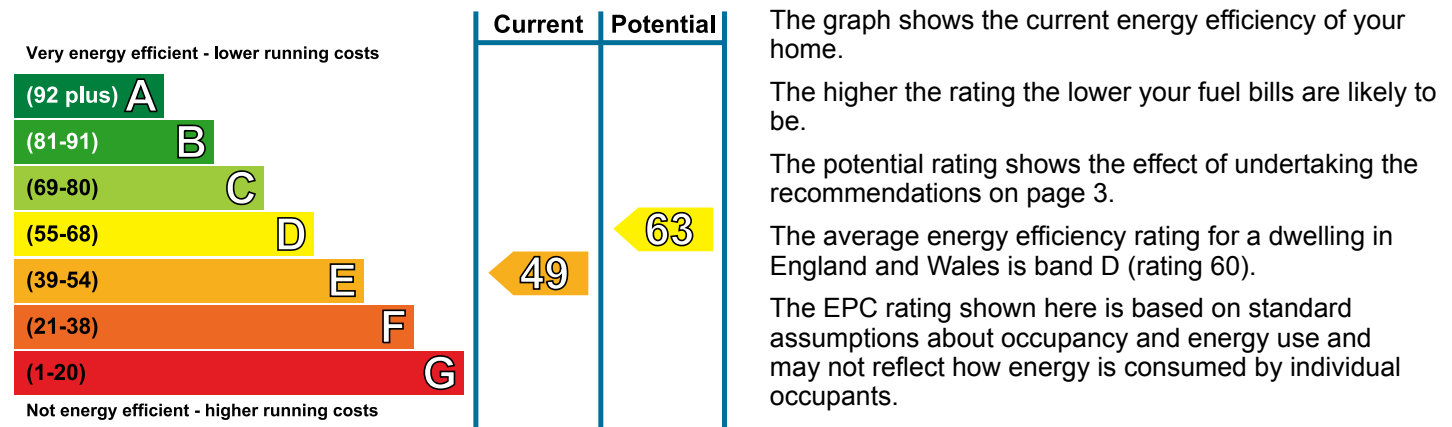 Current Potential
Very energy efficient - lower running costs
(92 plus) A
(81-91) B
(69-80) C
(55-68) D
(39-54) E
(21-38) F
(1-20) G
Not energy efficient - higher running costs
63
49
The graph shows the current energy efficiency of your
home.
The higher the rating the lower your fuel bills are likely to
be.
The potential rating shows the effect of undertaking the
recommendations on page 3.
The average energy efficiency rating for a dwelling in
England and Wales is band D (rating 60).
The EPC rating shown here is based on standard
assumptions about occupancy and energy use and
may not reflect how energy is consumed by individual
occupants.